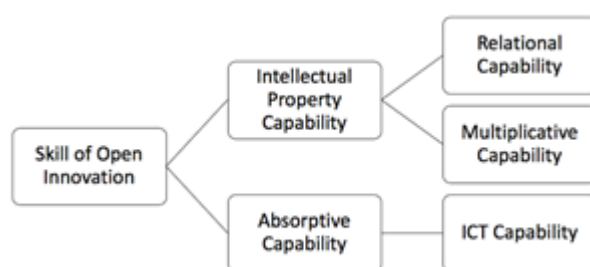 Skill of Open
Innovation
Intellectual
Property
Capability
Absorptive
Capability
Relational
Capability
Multiplicative
Capability
ICT Capability